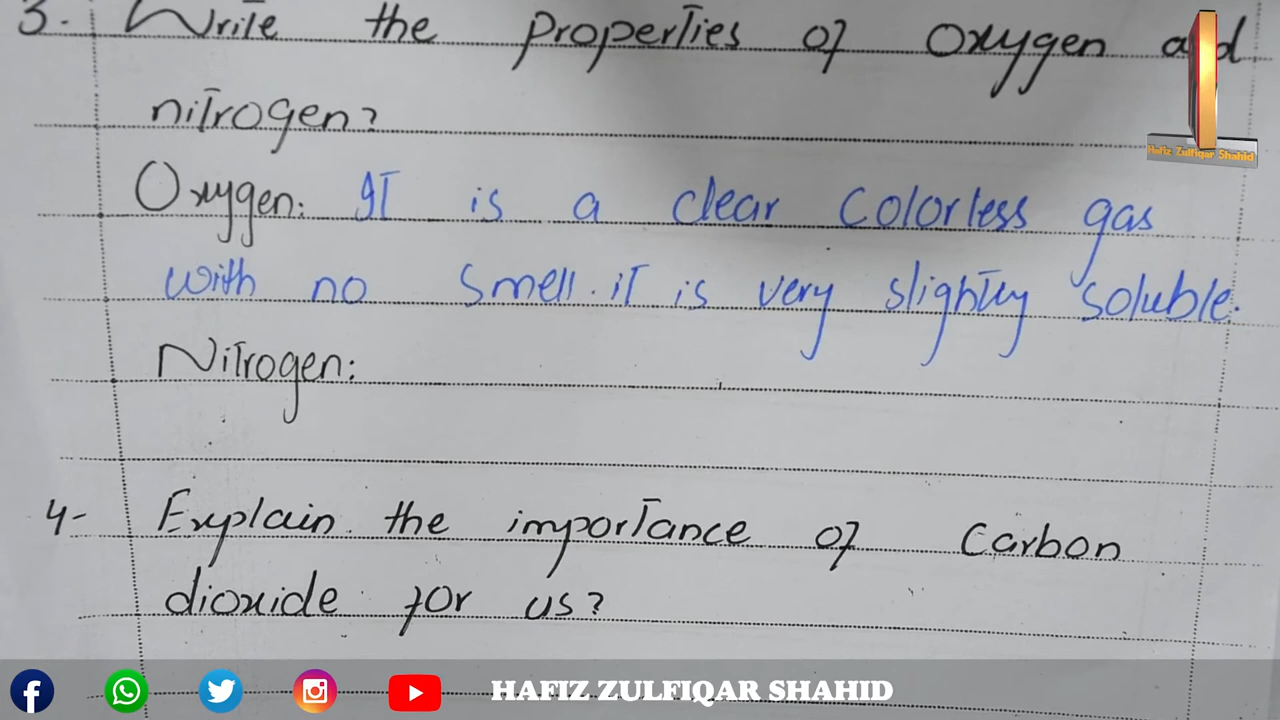 3. Write the properties of Oxygen and
nitrogen?
Hafiz Zulfiqar Shahid
Oxygen: It is a clear Colorless gas
with no smell. it is very slightly soluble.
Nitrogen:
4- Explain the importance of Carbon
dioxide for us?
HAFIZ ZULFIQAR SHAHID